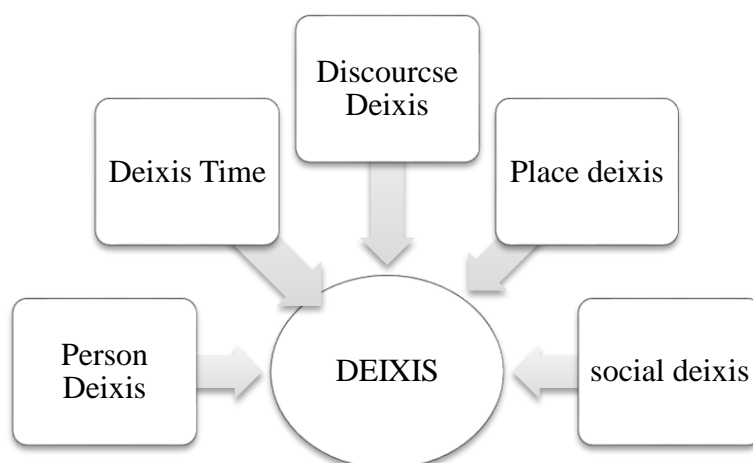 Discourcse
Deixis
Deixis Time
Place deixis
Person
Deixis
DEIXIS
social deixis